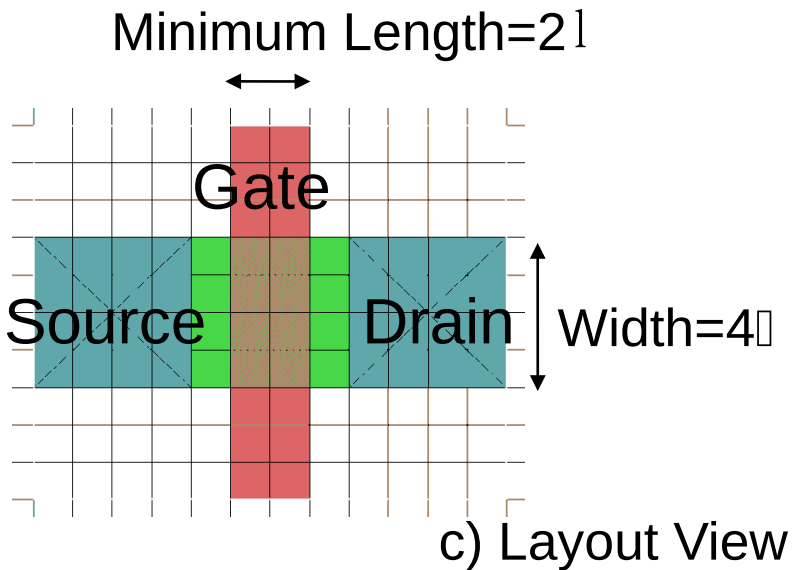 Minimum Length=2l
Gate
Source
Drain
Width=4▯
c) Layout View